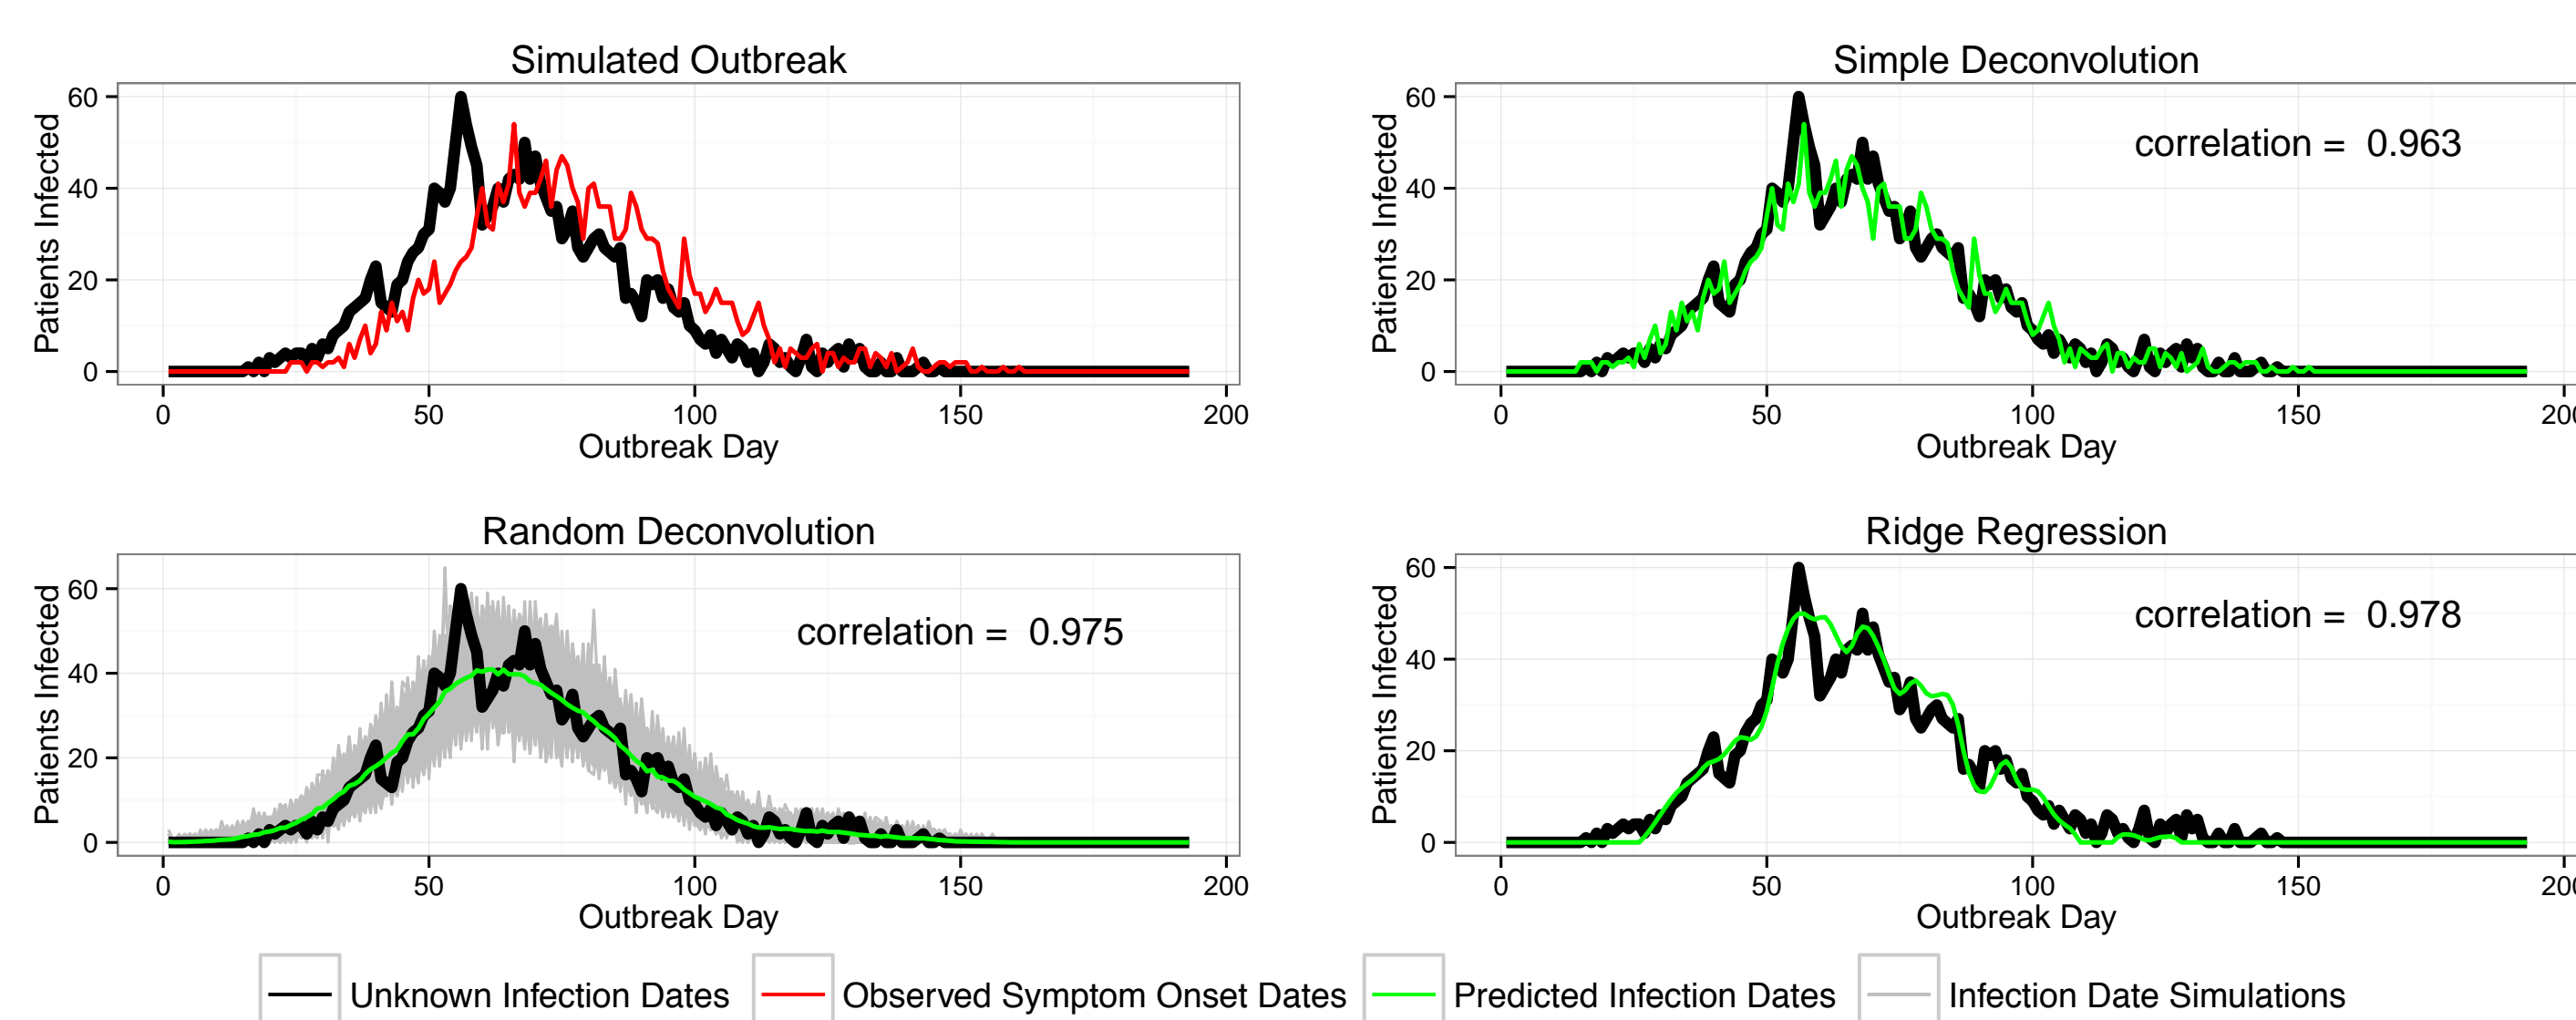 Simulated Outbreak
Patients Infected
60
40
20
0
0 50 100 150 200
Outbreak Day
Simple Deconvolution
Patients Infected
60
40
20
0
correlation = 0.963
0 50 100 150 200
Outbreak Day
Random Deconvolution
Patients Infected
60
40
20
0
correlation = 0.975
0 50 100 150 200
Outbreak Day
Ridge Regression
Patients Infected
60
40
20
0
correlation = 0.978
0 50 100 150 200
Outbreak Day
Unknown Infection Dates Observed Symptom Onset Dates Predicted Infection Dates Infection Date Simulations